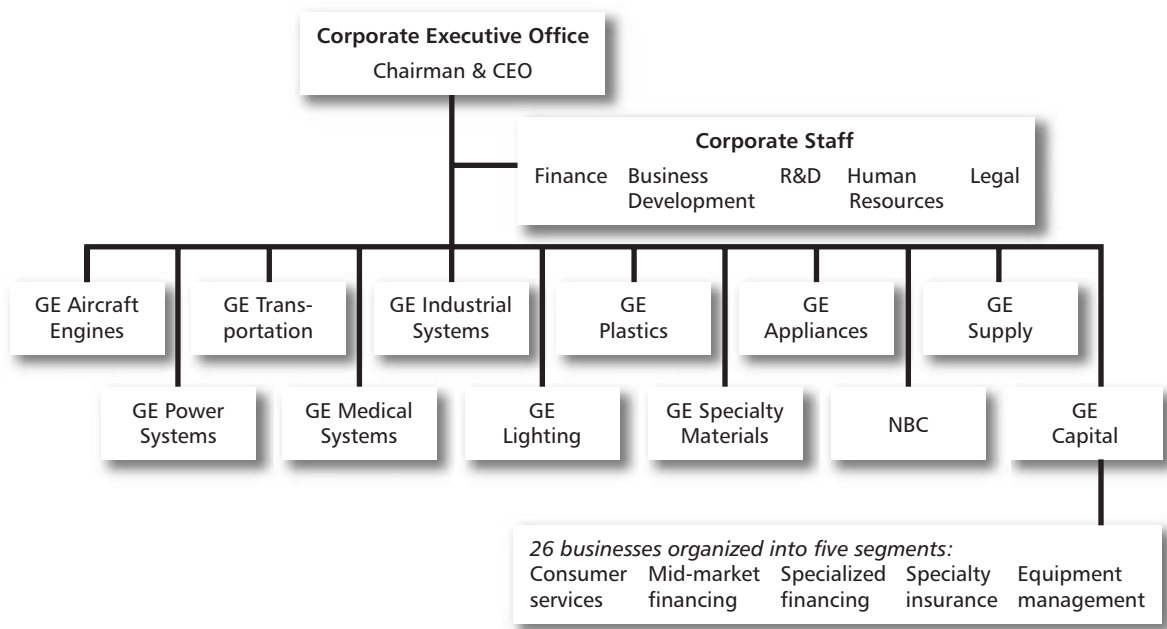 Corporate Executive Office
Chairman & CEO
Corporate Staff
Finance Business R&D Human Legal
Development Resources
GE Aircraft
Engines
GE Trans-
portation
GE Industrial
Systems
GE
Plastics
GE
Appliances
GE
Supply
GE Power
Systems
GE Medical
Systems
GE
Lighting
GE Specialty
Materials
NBC
GE
Capital
26 businesses organized into five segments:
Consumer Mid-market Specialized Specialty Equipment
services financing financing insurance management